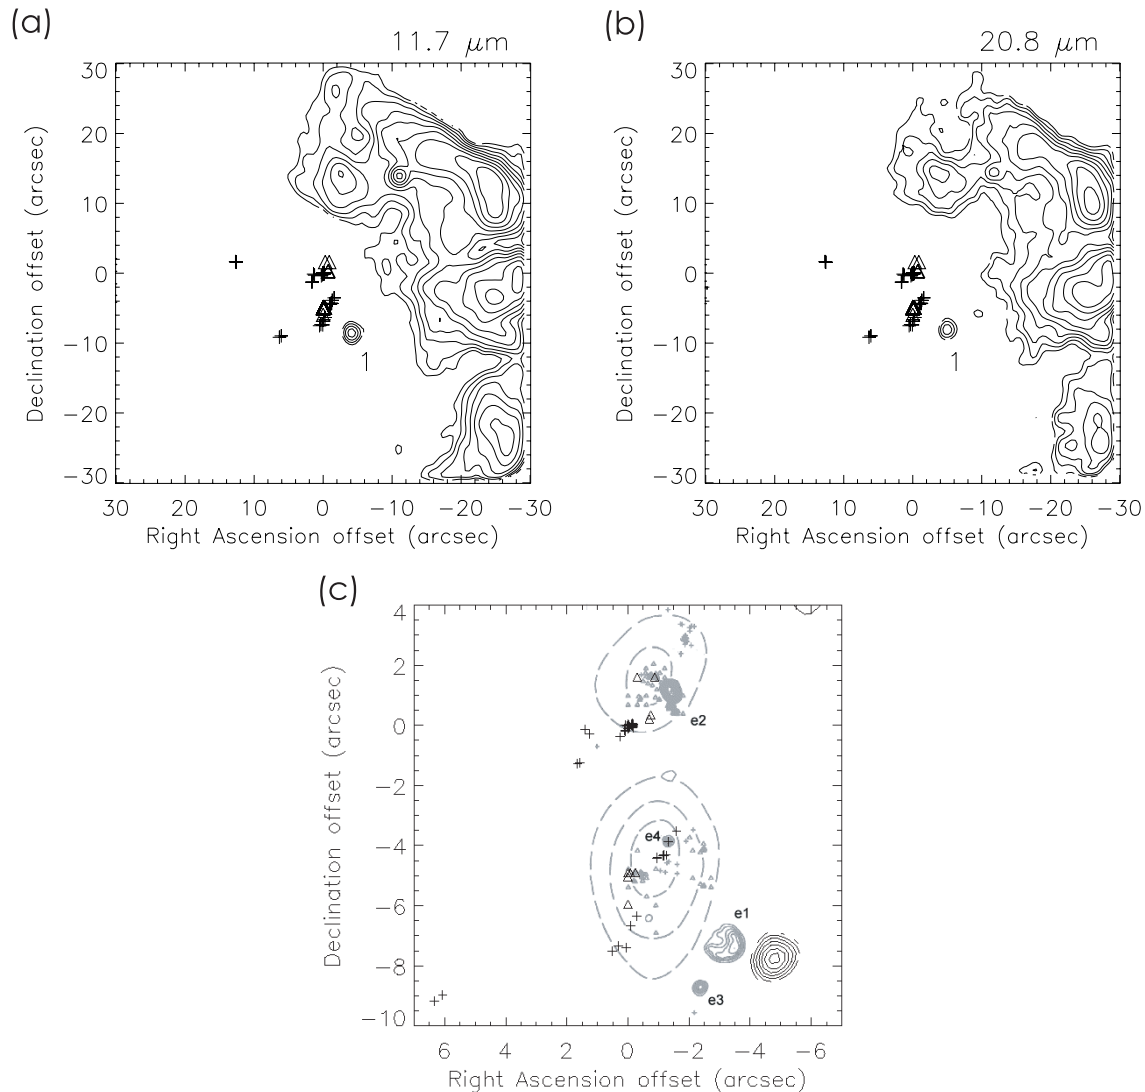 (a)
11.7 μm
30
20
10
0
−10
−20
−30
30 20 10 0 −10 −20 −30
Declination offset (arcsec)
Right Ascension offset (arcsec)
1
(b)
20.8 μm
30
20
10
0
−10
−20
−30
30 20 10 0 −10 −20 −30
Declination offset (arcsec)
Right Ascension offset (arcsec)
1
(c)
4
2
0
−2
−4
−6
−8
−10
6 4 2 0 −2 −4 −6
Declination offset (arcsec)
Right Ascension offset (arcsec)
e2
e4
e1
e3